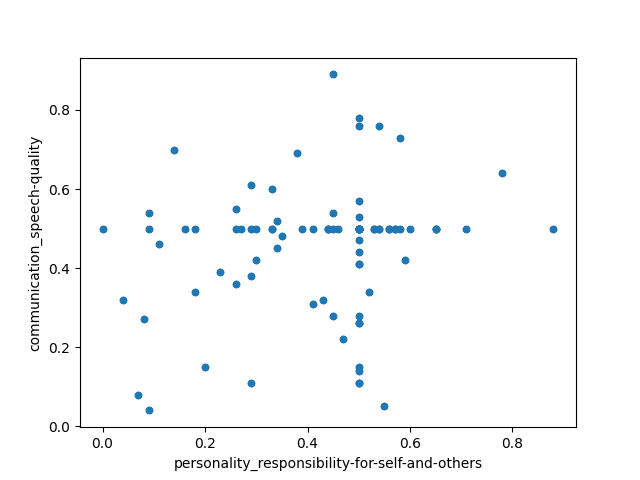 communication_speech-quality
0.8
0.6
0.4
0.2
0.0
0.0 0.2 0.4 0.6 0.8
personality_responsibility-for-self-and-others